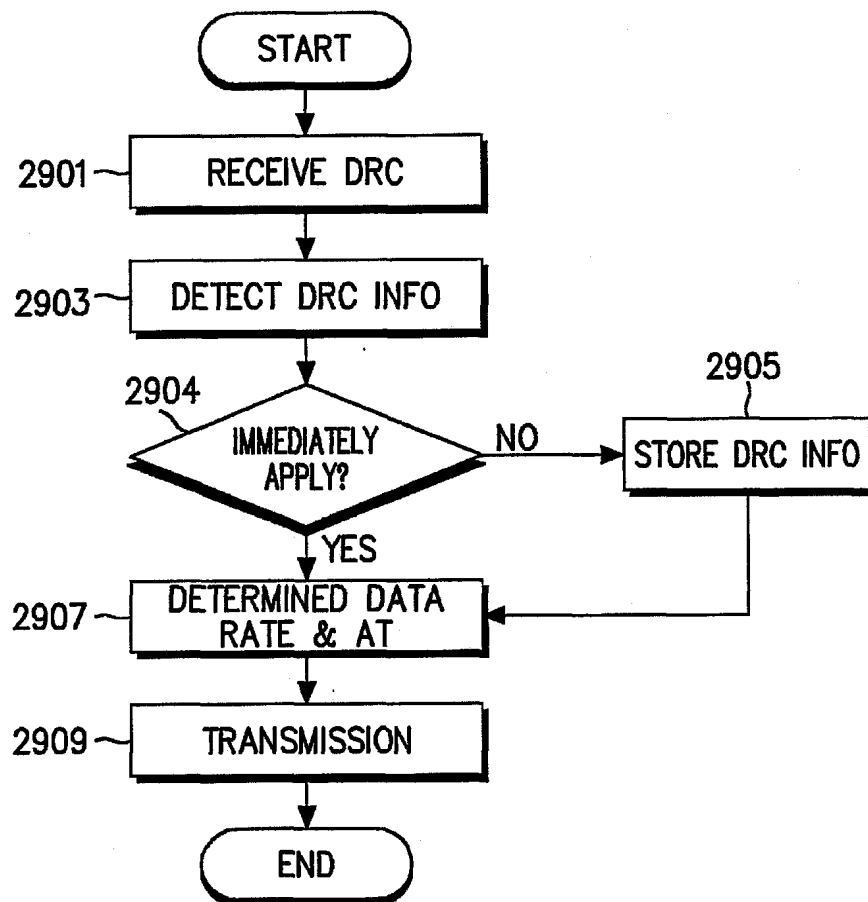 START
2901
RECEIVE DRC
2903
DETECT DRC INFO
2904
IMMEDIATELY
APPLY?
NO
2905
STORE DRC INFO
YES
2907
DETERMINED DATA
RATE & AT
2909
TRANSMISSION
END